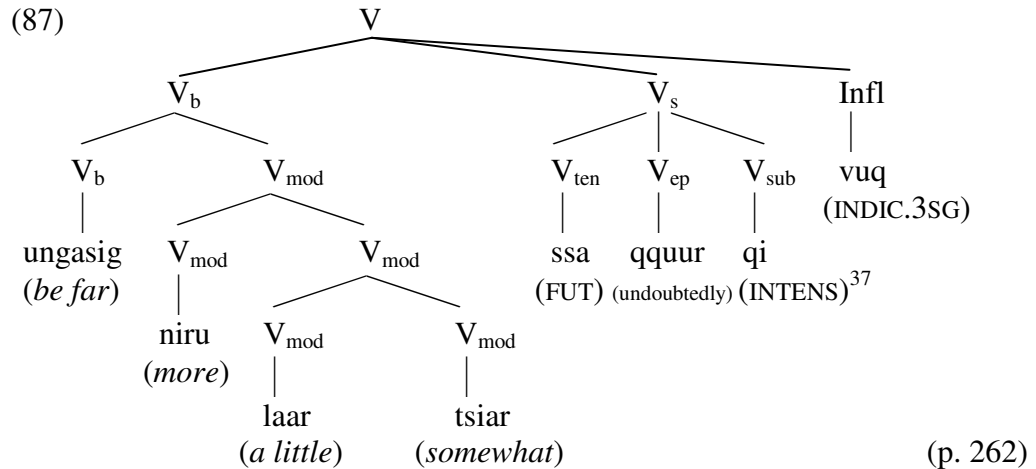 (87) V
V_b V_s Infl
V_b V_mod V_ten V_ep V_sub vuq
(INDIC.3SG)
ungasig V_mod V_mod ssa qquur qi
(be far) (FUT) (undoubtedly) (INTENS)^37
niru V_mod V_mod
(more)
laar tsiar
(a little) (somewhat) (p. 262)